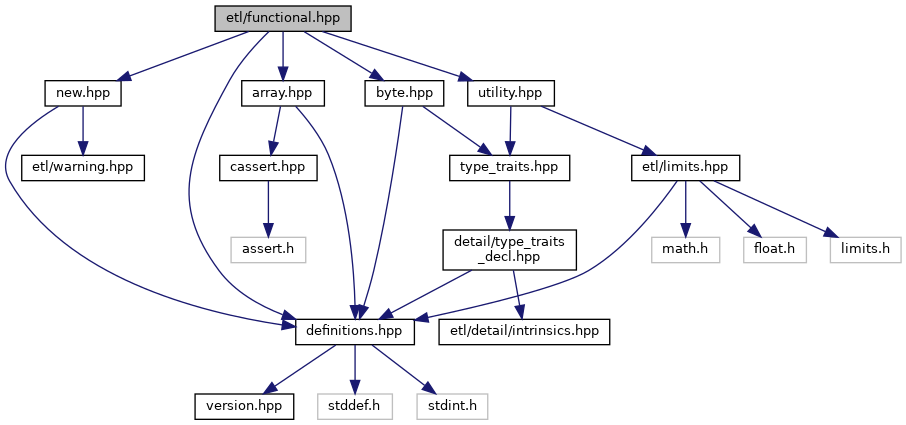 etl/functional.hpp
new.hpp
array.hpp
byte.hpp
utility.hpp
etl/warning.hpp
cassert.hpp
type_traits.hpp
etl/limits.hpp
assert.h
detail/type_traits
_decl.hpp
math.h
float.h
limits.h
definitions.hpp
etl/detail/intrinsics.hpp
version.hpp
stddef.h
stdint.h